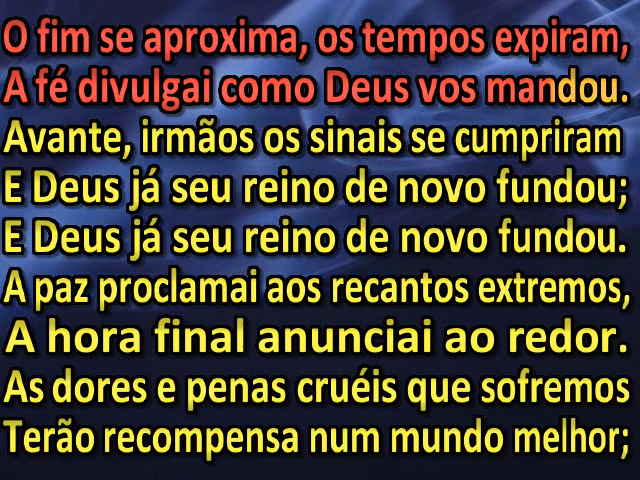 O fim se aproxima, os tempos expiram,
A fé divulgai como Deus vos mandou.
Avante, irmãos os sinais se cumpriram
E Deus já seu reino de novo fundou;
E Deus já seu reino de novo fundou.
A paz proclamai aos recantos extremos,
A hora final anunciai ao redor.
As dores e penas cruéis que sofremos
Terão recompensa num mundo melhor;